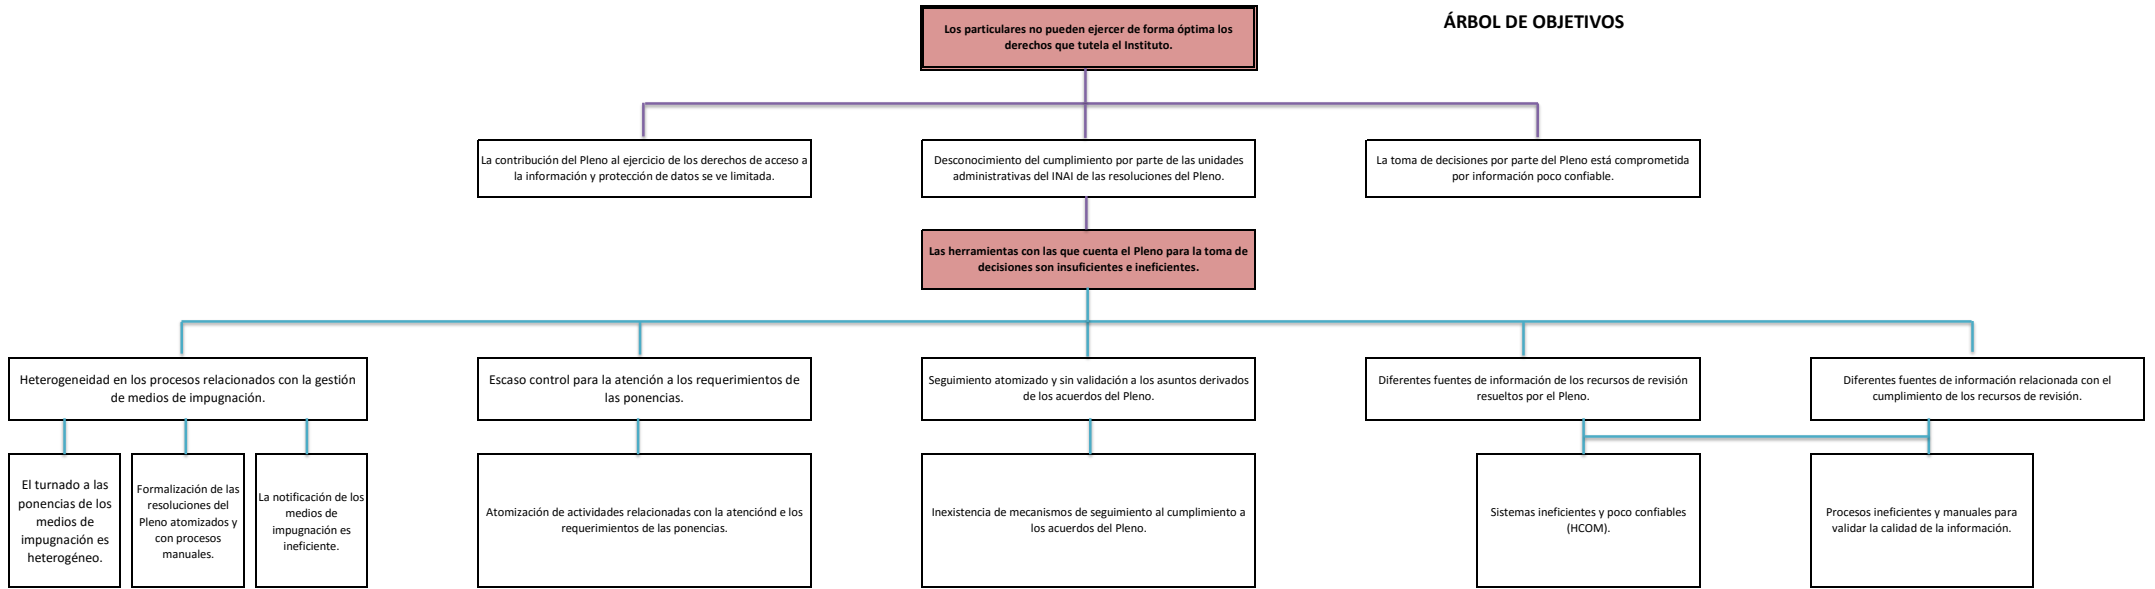 ÁRBOL DE OBJETIVOS
Los particulares no pueden ejercer de forma óptima los
derechos que tutela el Instituto.
La contribución del Pleno al ejercicio de los derechos de acceso a
la información y protección de datos se ve limitada.
Desconocimiento del cumplimiento por parte de las unidades
administrativas del INAI de las resoluciones del Pleno.
La toma de decisiones por parte del Pleno está comprometida
por información poco confiable.
Las herramientas con las que cuenta el Pleno para la toma de
decisiones son insuficientes e ineficientes.
Heterogeneidad en los procesos relacionados con la gestión
de medios de impugnación.
Escaso control para la atención a los requerimientos de
las ponencias.
Seguimiento atomizado y sin validación a los asuntos derivados
de los acuerdos del Pleno.
Diferentes fuentes de información de los recursos de revisión
resueltos por el Pleno.
Diferentes fuentes de información relacionada con el
cumplimiento de los recursos de revisión.
El turnado a las
ponencias de los
medios de
impugnación es
heterogéneo.
Formalización de las
resoluciones del
Pleno atomizados y
con procesos
manuales.
La notificación de los
medios de
impugnación es
ineficiente.
Atomización de actividades relacionadas con la atenciónd e los
requerimientos de las ponencias.
Inexistencia de mecanismos de seguimiento al cumplimiento a
los acuerdos del Pleno.
Sistemas ineficientes y poco confiables
(HCOM).
Procesos ineficientes y manuales para
validar la calidad de la información.